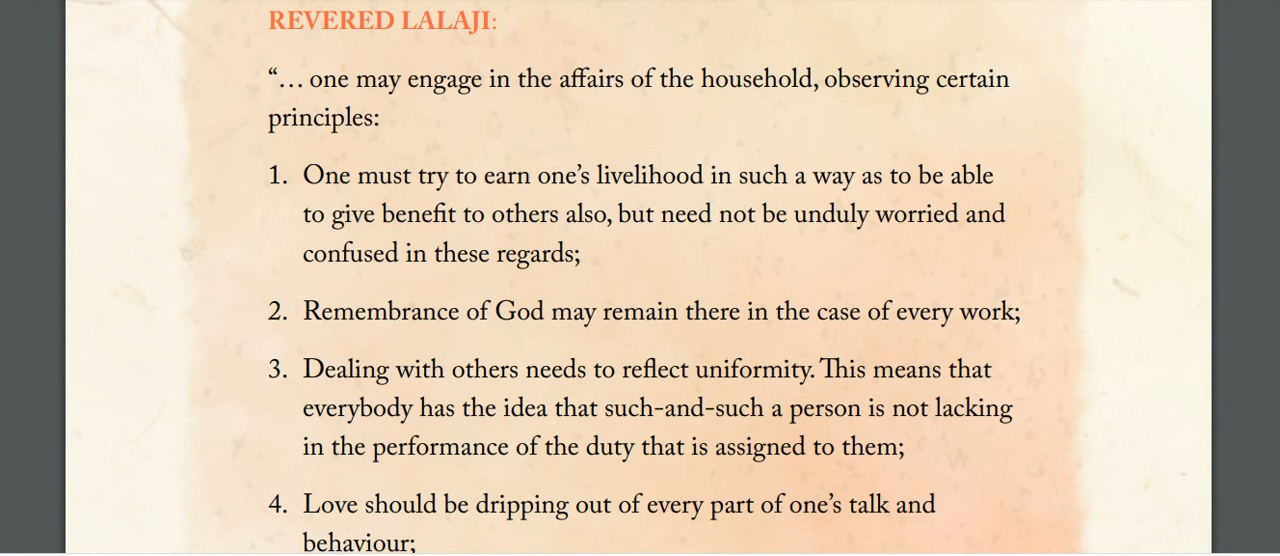 REVERED LALAJI:
“… one may engage in the affairs of the household, observing certain
principles:
1. One must try to earn one’s livelihood in such a way as to be able
to give benefit to others also, but need not be unduly worried and
confused in these regards;
2. Remembrance of God may remain there in the case of every work;
3. Dealing with others needs to reflect uniformity. This means that
everybody has the idea that such-and-such a person is not lacking
in the performance of the duty that is assigned to them;
4. Love should be dripping out of every part of one’s talk and
behaviour;